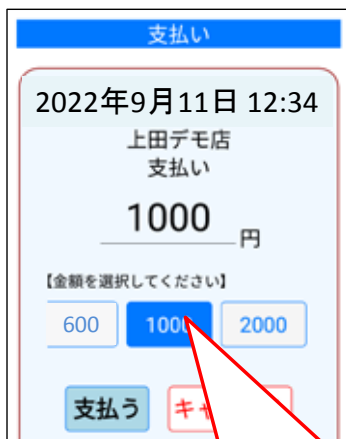 支払い
2022年9月11日 12:34
上田デモ店
支払い
1000
円
【金額を選択してください】
600 1000 2000
支払う